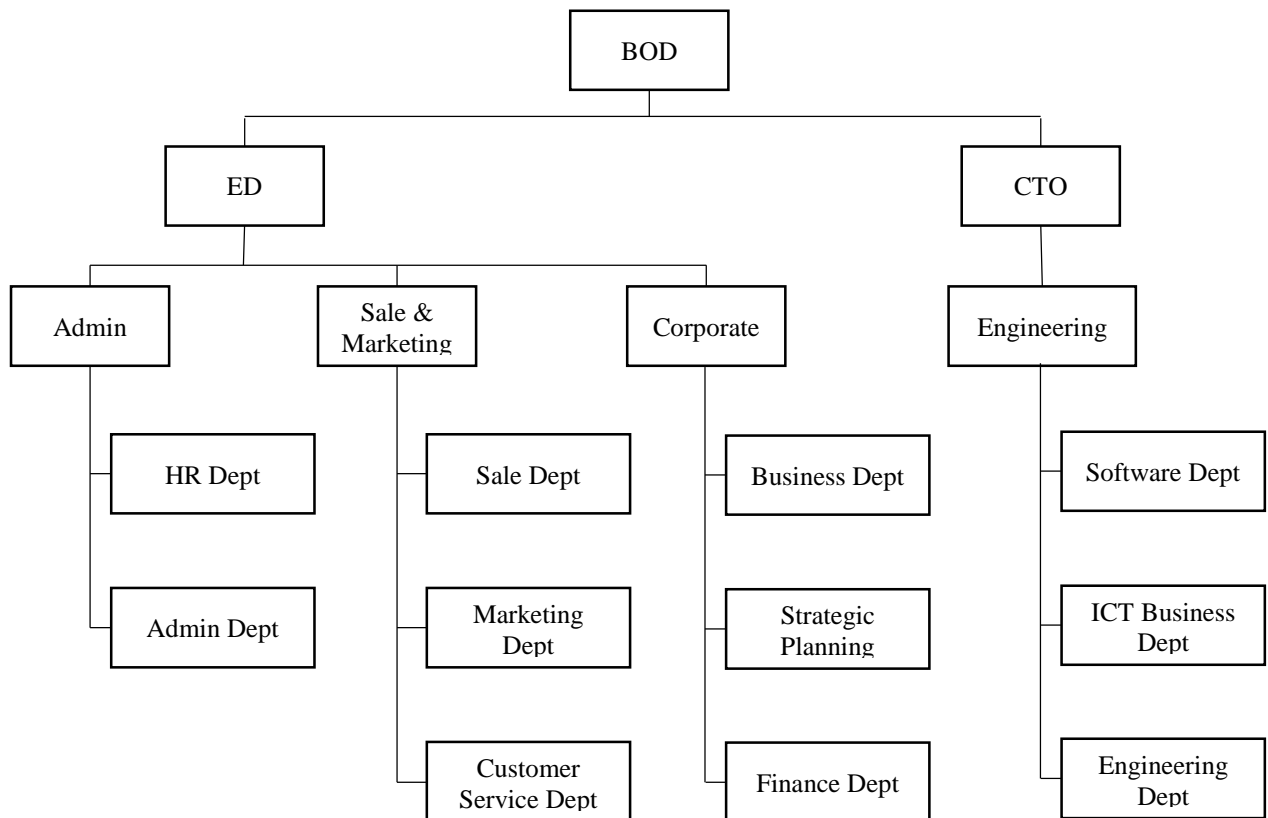 BOD
ED
CTO
Admin
Sale &
Marketing
Corporate
Engineering
HR Dept
Sale Dept
Business Dept
Software Dept
Admin Dept
Marketing
Dept
Strategic
Planning
ICT Business
Dept
Customer
Service Dept
Finance Dept
Engineering
Dept